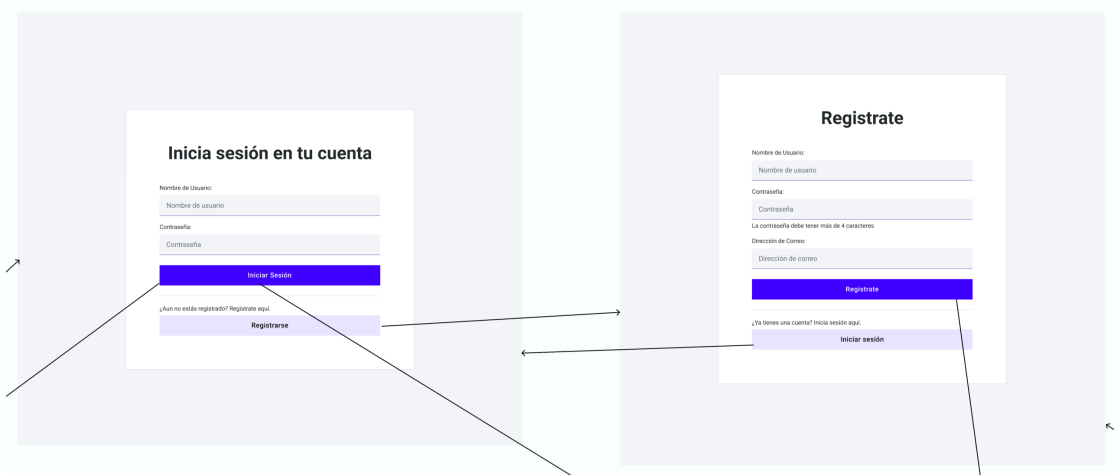 Inicia sesión en tu cuenta
Nombre de Usuario:
Nombre de usuario
Contraseña:
Contraseña
Iniciar Sesión
¿Aun no estás registrado? Registrate aquí.
Registrarse
Registrate
Nombre de Usuario:
Nombre de usuario
Contraseña:
Contraseña
La contraseña debe tener más de 4 caracteres
Dirección de Correo:
Dirección de correo
Registrate
¿Ya tienes una cuenta? Inicia sesión aquí.
Iniciar sesión